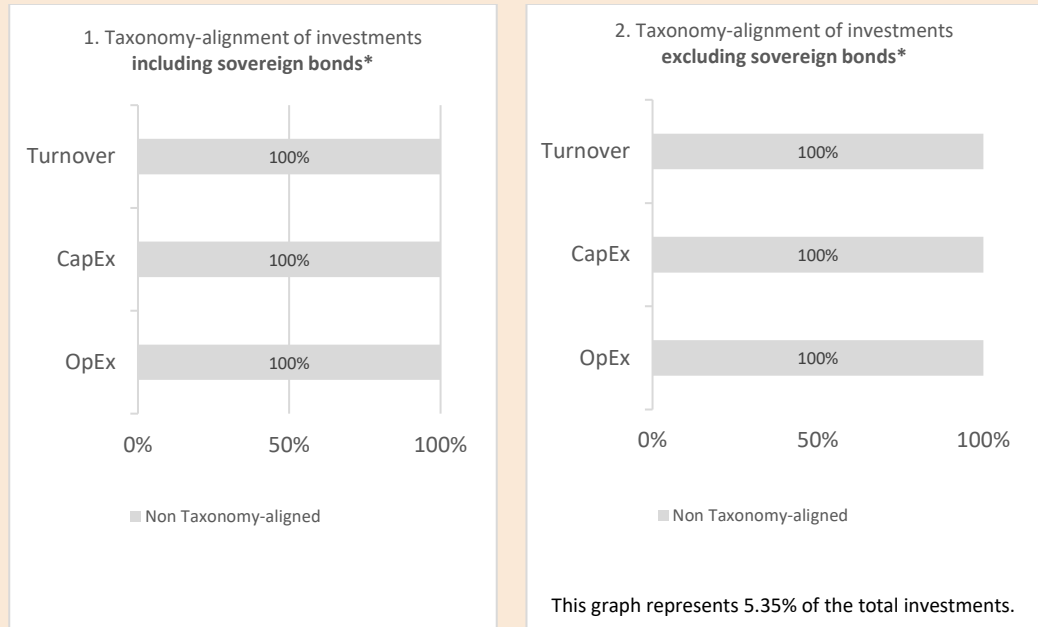 1. Taxonomy-alignment of investments
including sovereign bonds*
Turnover
100%
CapEx
100%
OpEx
100%
0% 50% 100%
Non Taxonomy-aligned
2. Taxonomy-alignment of investments
excluding sovereign bonds*
Turnover
100%
CapEx
100%
OpEx
100%
0% 50% 100%
Non Taxonomy-aligned
This graph represents 5.35% of the total investments.